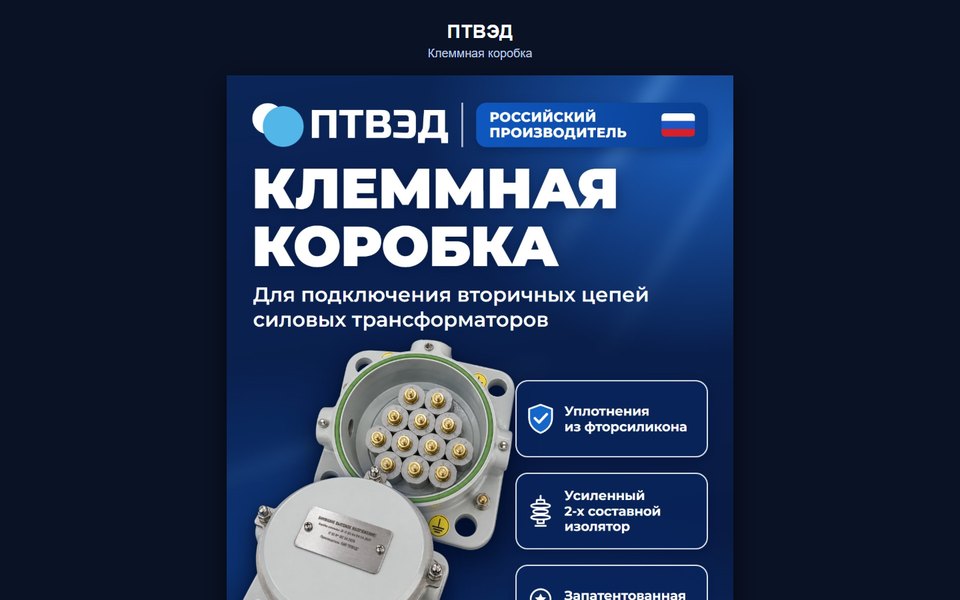 ПТВЭД
Клеммная коробка
ПТВЭД
РОССИЙСКИЙ
ПРОИЗВОДИТЕЛЬ
КЛЕММНАЯ
КОРОБКА
Для подключения вторичных цепей
силовых трансформаторов
Уплотнения
из фторсиликона
Усиленный
2-х составной
изолятор
Запатентованная